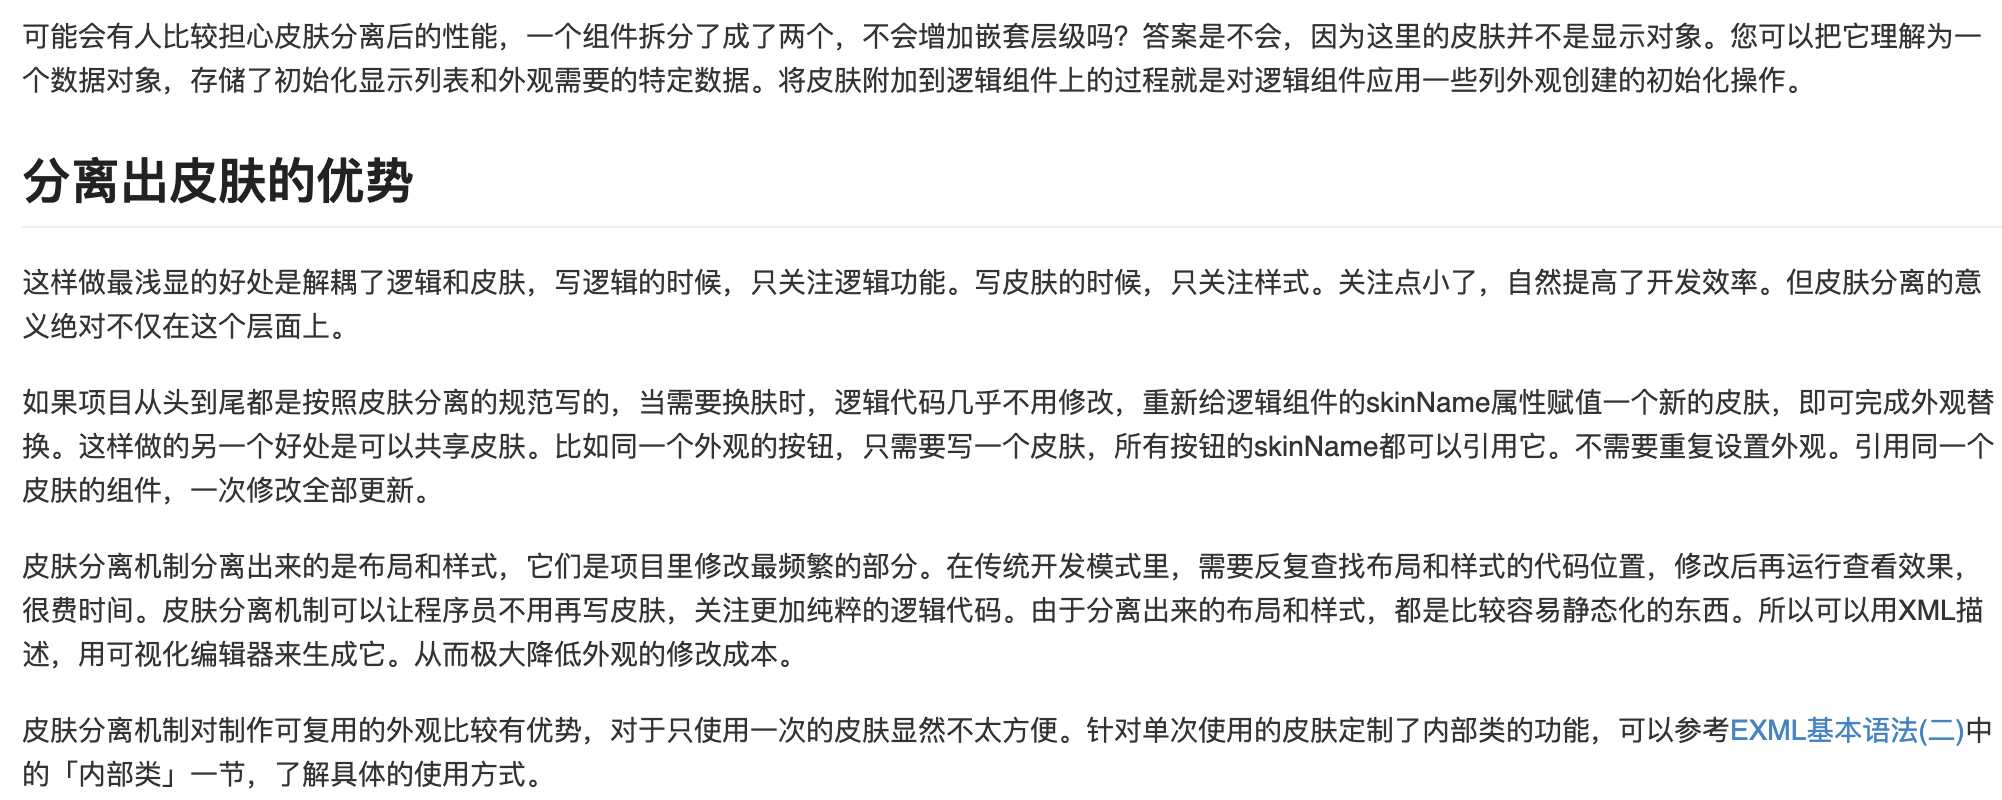 可能会有人比较担心皮肤分离后的性能，一个组件拆分了成了两个，不会增加嵌套层级吗？答案是不会，因为这里的皮肤并不是显示对象。您可以把它理解为一
个数据对象，存储了初始化显示列表和外观需要的特定数据。将皮肤附加到逻辑组件上的过程就是对逻辑组件应用一些列外观创建的初始化操作。
分离出皮肤的优势
这样做最浅显的好处是解耦了逻辑和皮肤，写逻辑的时候，只关注逻辑功能。写皮肤的时候，只关注样式。关注点小了，自然提高了开发效率。但皮肤分离的意
义绝对不仅在这个层面上。
如果项目从头到尾都是按照皮肤分离的规范写的，当需要换肤时，逻辑代码几乎不用修改，重新给逻辑组件的skinName属性赋值一个新的皮肤，即可完成外观替
换。这样做的另一个好处是可以共享皮肤。比如同一个外观的按钮，只需要写一个皮肤，所有按钮的skinName都可以引用它。不需要重复设置外观。引用同一个
皮肤的组件，一次修改全部更新。
皮肤分离机制分离出来的是布局和样式，它们是项目里修改最频繁的部分。在传统开发模式里，需要反复查找布局和样式的代码位置，修改后再运行查看效果，
很费时间。皮肤分离机制可以让程序员不用再写皮肤，关注更加纯粹的逻辑代码。由于分离出来的布局和样式，都是比较容易静态化的东西。所以可以用XML描
述，用可视化编辑器来生成它。从而极大降低外观的修改成本。
皮肤分离机制对制作可复用的外观比较有优势，对于只使用一次的皮肤显然不太方便。针对单次使用的皮肤定制了内部类的功能，可以参考EXML基本语法(二)中
的「内部类」一节，了解具体的使用方式。